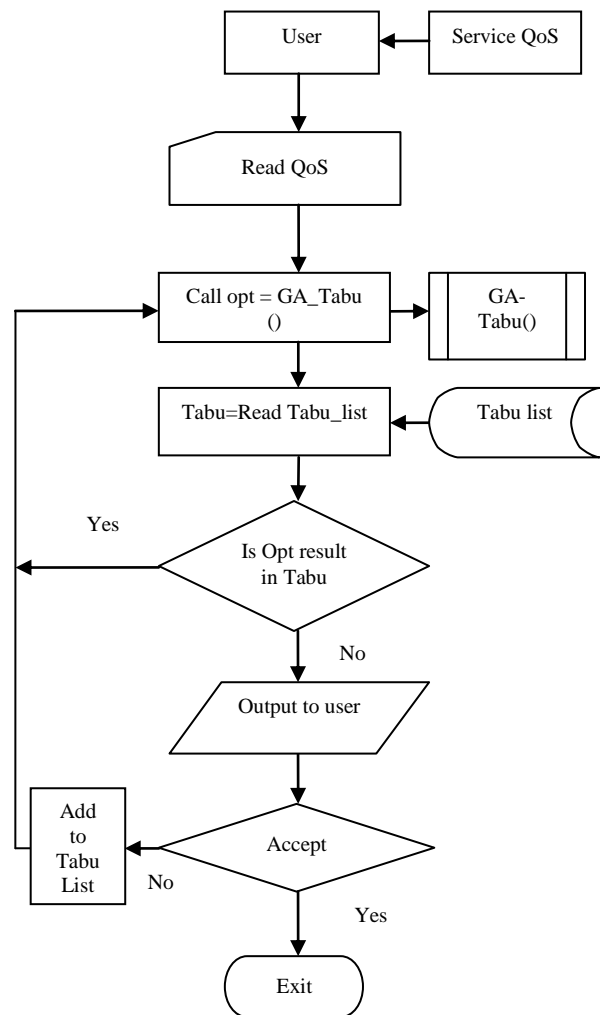 User
Service QoS
Read QoS
Call opt = GA_Tabu
()
GA-
Tabu()
Tabu=Read Tabu_list
Tabu list
Yes
Is Opt result
in Tabu
No
Output to user
Add
to
Tabu
List
Accept
No
Yes
Exit